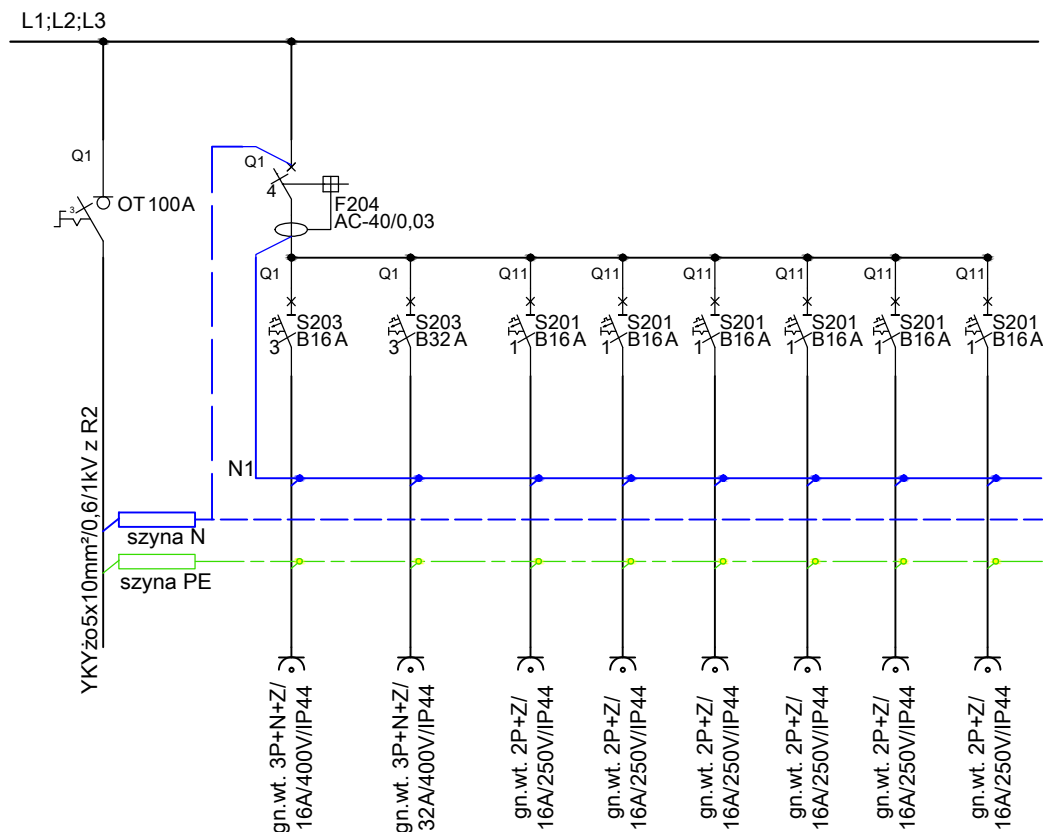 L1;L2;L3
Q1
3
OT 100A
Q1
4
F204
AC-40/0,03
Q1
Q1
Q11
Q11
Q11
Q11
Q11
Q11
S203
B16 A
3
S203
B32 A
3
S201
B16 A
1
S201
B16 A
1
S201
B16 A
1
S201
B16 A
1
S201
B16 A
1
S201
B16 A
1
YKYżo5x10mm²/0,6/1kV z R2
N1
szyna N
szyna PE
gn.wt. 3P+N+Z/
16A/400V/IP44
gn.wt. 3P+N+Z/
32A/400V/IP44
gn.wt. 2P+Z/
16A/250V/IP44
gn.wt. 2P+Z/
16A/250V/IP44
gn.wt. 2P+Z/
16A/250V/IP44
gn.wt. 2P+Z/
16A/250V/IP44
gn.wt. 2P+Z/
16A/250V/IP44
gn.wt. 2P+Z/
16A/250V/IP44